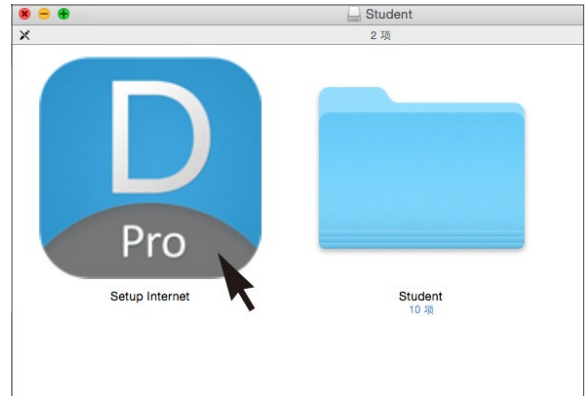 Student
2 项
D
Pro
Setup Internet
Student
10 项